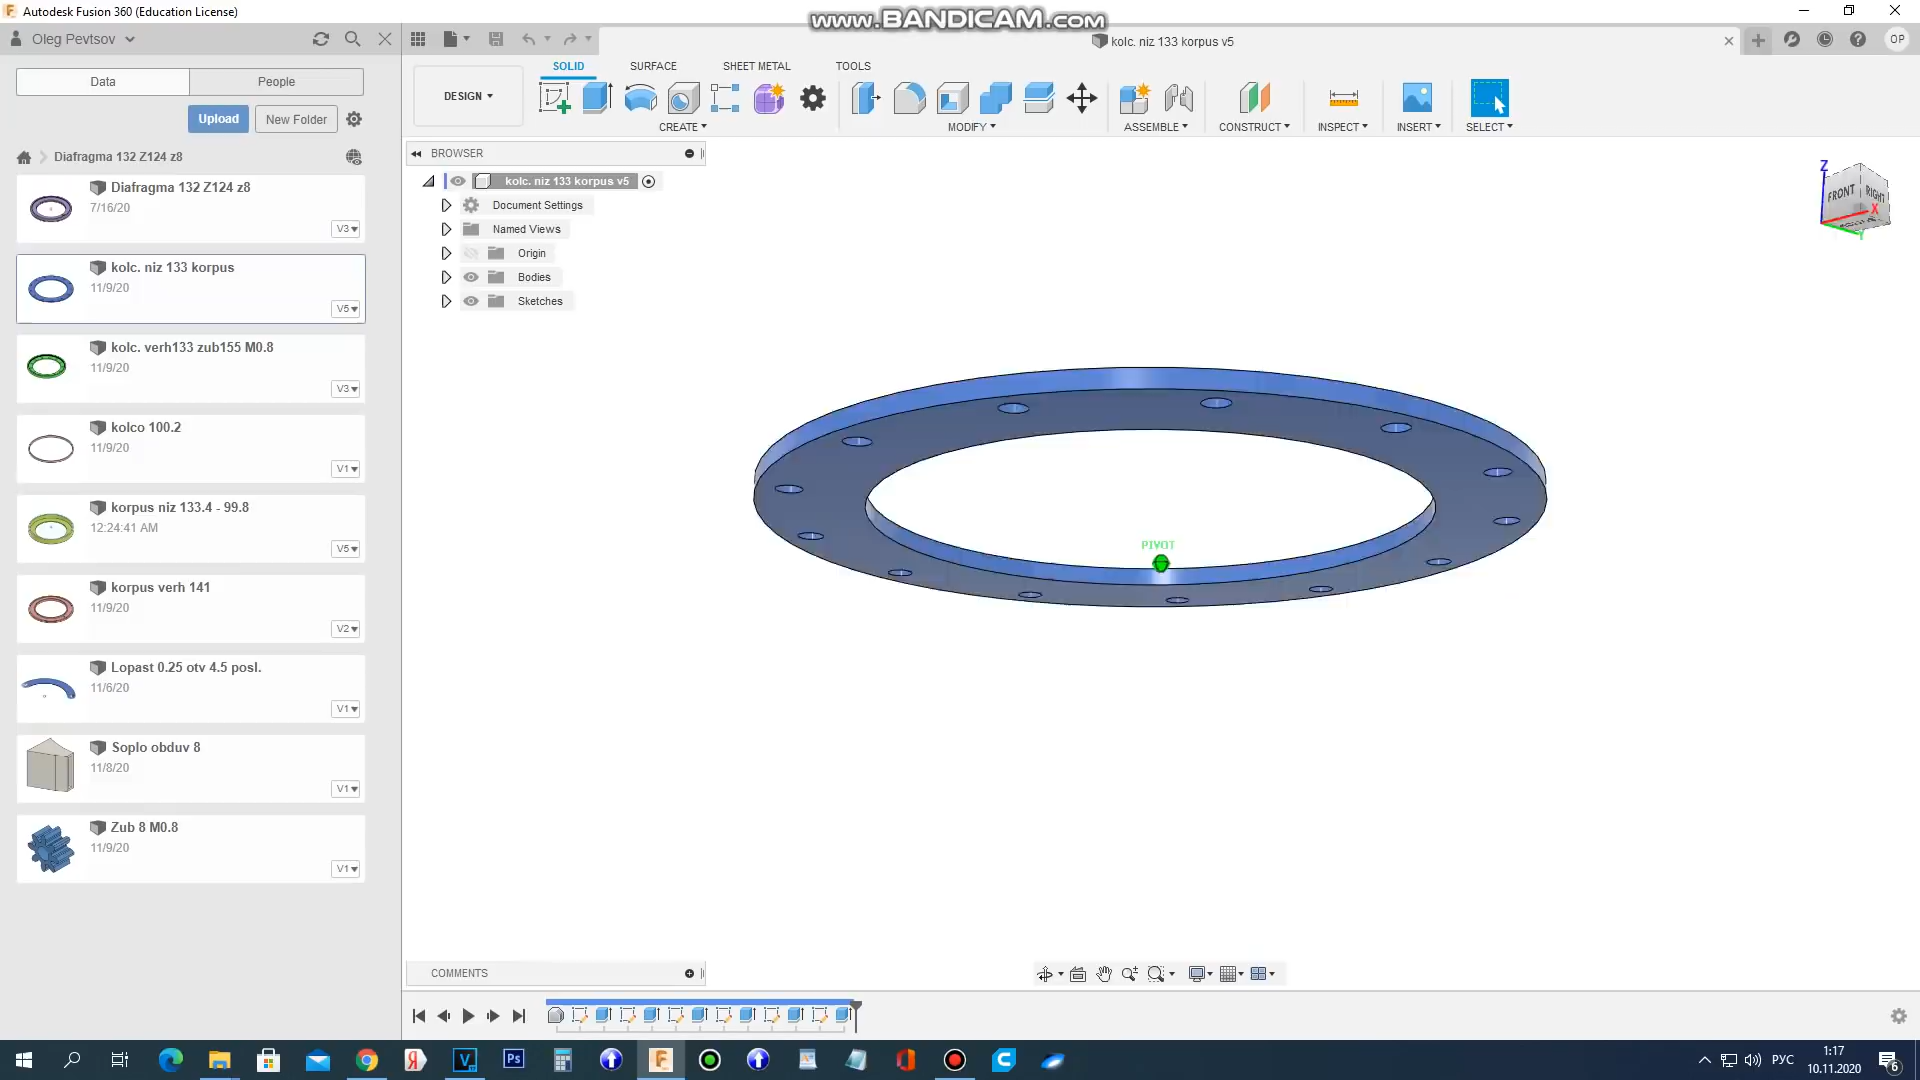 Autodesk Fusion 360 (Education License)
www.BANDICAM.com
Oleg Pevtsov
kolc. niz 133 korpus v5
OP
Data
People
Upload
New Folder
Diafragma 132 Z124 z8
Diafragma 132 Z124 z8
7/16/20
V3
kolc. niz 133 korpus
11/9/20
V5
kolc. verh133 zub155 M0.8
11/9/20
V3
kolco 100.2
11/9/20
V1
korpus niz 133.4 - 99.8
12:24:41 AM
V5
korpus verh 141
11/9/20
V2
Lopast 0.25 otv 4.5 posl.
11/6/20
V1
Soplo obduv 8
11/8/20
V1
Zub 8 M0.8
11/9/20
V1
SOLID
SURFACE
SHEET METAL
TOOLS
DESIGN
CREATE
MODIFY
ASSEMBLE
CONSTRUCT
INSPECT
INSERT
SELECT
BROWSER
kolc. niz 133 korpus v5
Document Settings
Named Views
Origin
Bodies
Sketches
Z
FRONT
RIGHT
X
Y
PIVOT
COMMENTS
Ps
РУС
1:17
10.11.2020
6